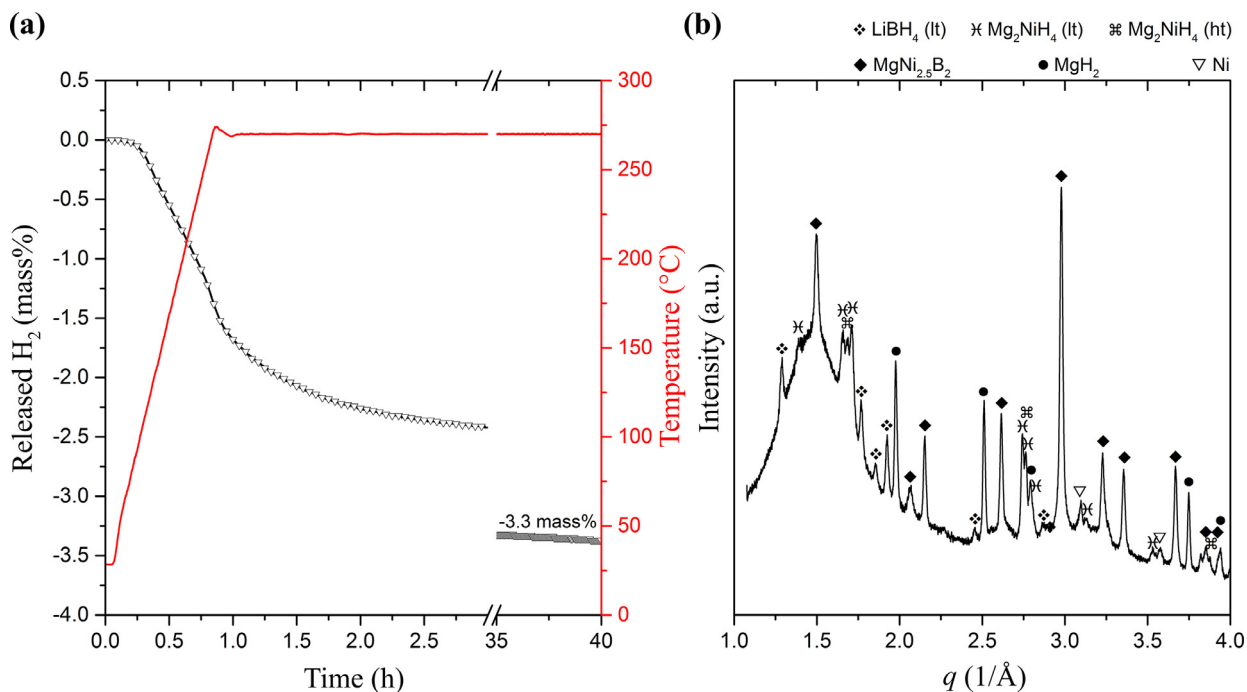 (a)
0.5
0.0
-0.5
-1.0
-1.5
-2.0
-2.5
-3.0
-3.5
-4.0
Released H₂ (mass%)
0.0 0.5 1.0 1.5 2.0 2.5 35 40
Time (h)
-3.3 mass%
300
250
200
150
100
50
0
Temperature (°C)
(b)
LiBH₄ (lt) Mg₂NiH₄ (lt) Mg₂NiH₄ (ht)
MgNi₂.₅B₂ MgH₂ Ni
Intensity (a.u.)
1.0 1.5 2.0 2.5 3.0 3.5 4.0
q (1/Å)